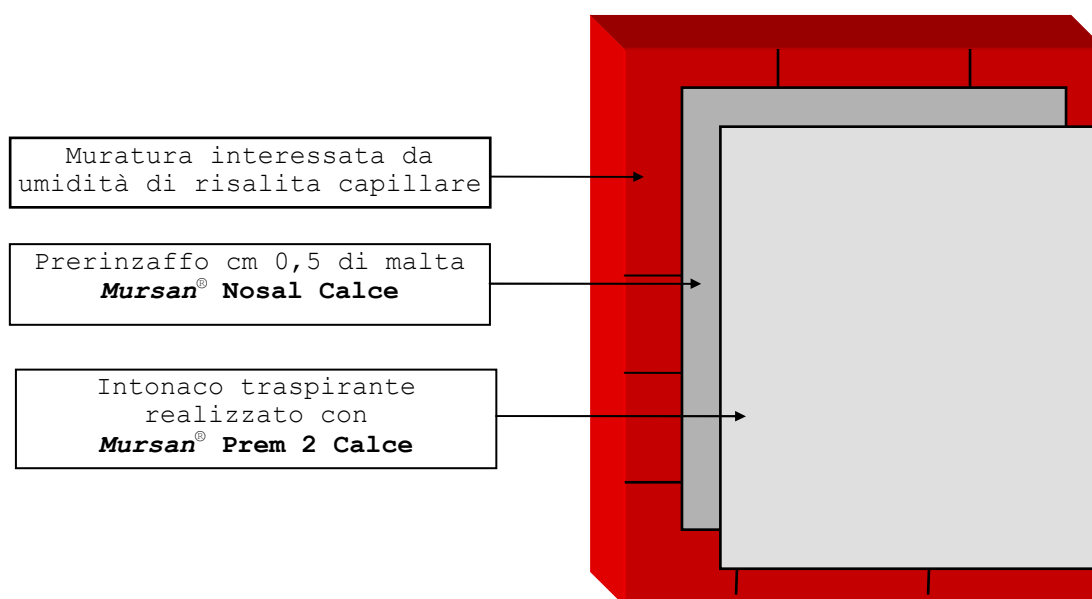 Muratura interessata da
umidità di risalita capillare
Prerinzaffo cm 0,5 di malta
Mursan® Nosal Calce
Intonaco traspirante
realizzato con
Mursan® Prem 2 Calce